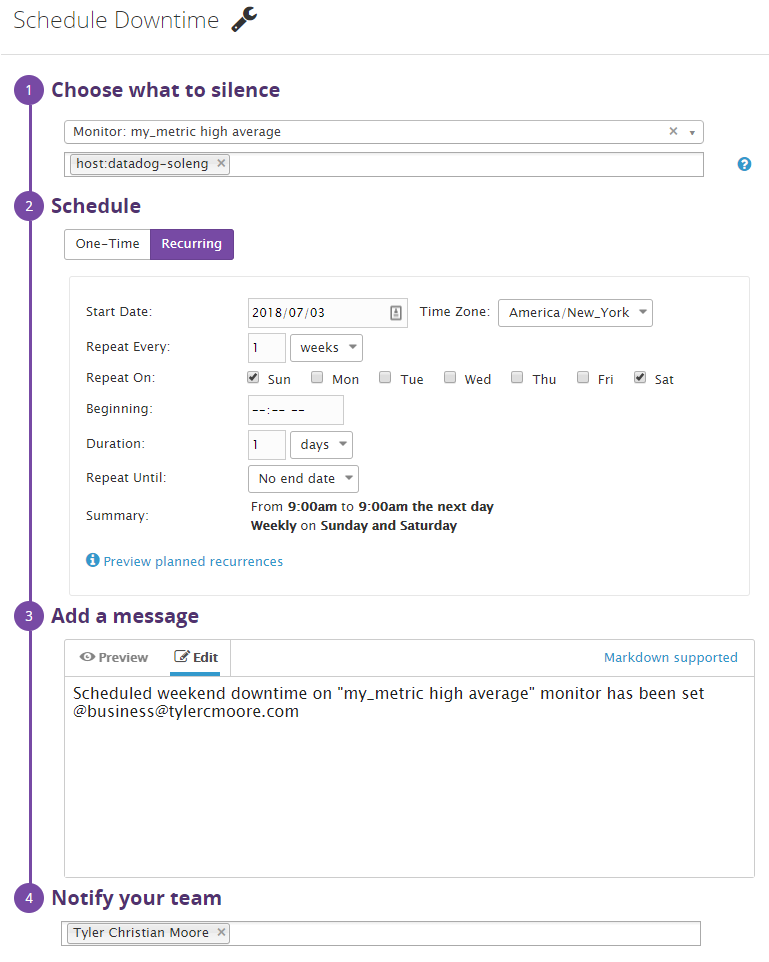 Schedule Downtime
1 Choose what to silence
Monitor: my_metric high average × ▾
host:datadog-soleng × ?
2 Schedule
One-Time Recurring
Start Date: 2018/07/03 Time Zone: America/New_York
Repeat Every: 1 weeks
Repeat On: Sun Mon Tue Wed Thu Fri Sat
Beginning: --:-- --
Duration: 1 days
Repeat Until: No end date
Summary: From 9:00am to 9:00am the next day
Weekly on Sunday and Saturday
i Preview planned recurrences
3 Add a message
Preview Edit Markdown supported
Scheduled weekend downtime on "my_metric high average" monitor has been set
@business@tylercmoore.com
4 Notify your team
Tyler Christian Moore ×